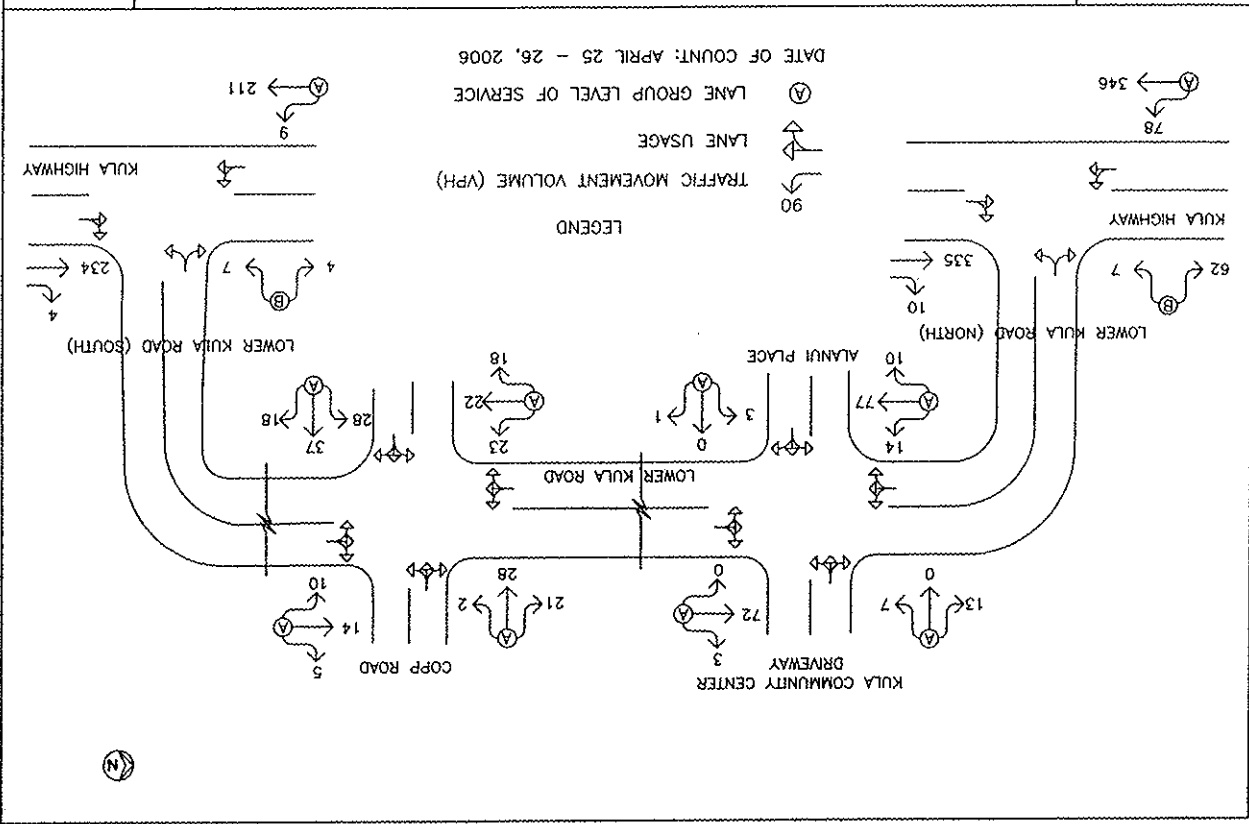 N
KULA COMMUNITY CENTER
DRIVEWAY
COPP ROAD
13
0
7
3
72
0
21
28
2
5
14
10
A
A
A
A
LOWER KULA ROAD
14
77
10
A
3
0
1
A
23
22
18
A
28
37
18
A
ALANUI PLACE
LOWER KULA ROAD (NORTH)
LOWER KULA ROAD (SOUTH)
62
7
B
10
335
4
7
B
4
234
KULA HIGHWAY
KULA HIGHWAY
78
346
A
9
211
A
LEGEND
90
TRAFFIC MOVEMENT VOLUME (VPH)
LANE USAGE
A LANE GROUP LEVEL OF SERVICE
DATE OF COUNT: APRIL 25 - 26, 2006